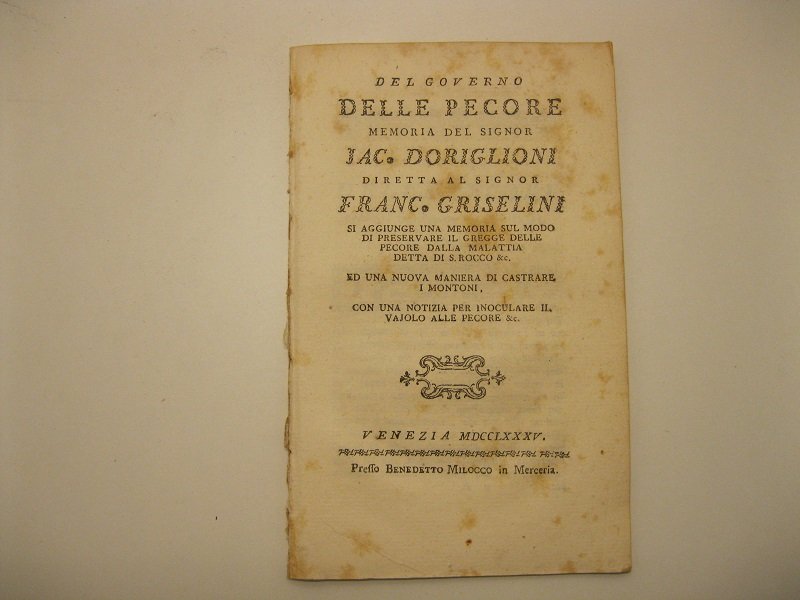 DEL GOVERNO
DELLE PECORE
MEMORIA DEL SIGNOR
IAC. DORIGLIONI
DIRETTA AL SIGNOR
FRANC. GRISELINI
SI AGGIUNGE UNA MEMORIA SUL MODO
DI PRESERVARE IL GREGGE DELLE
PECORE DALLA MALATTIA
DETTA DI S. ROCCO &c.
ED UNA NUOVA MANIERA DI CASTRARE
I MONTONI,
CON UNA NOTIZIA PER INOCULARE IL
VAJOLO ALLE PECORE &c.
VENEZIA MDCCLXXXV.
Preſſo BENEDETTO MILOCCO in Merceria.